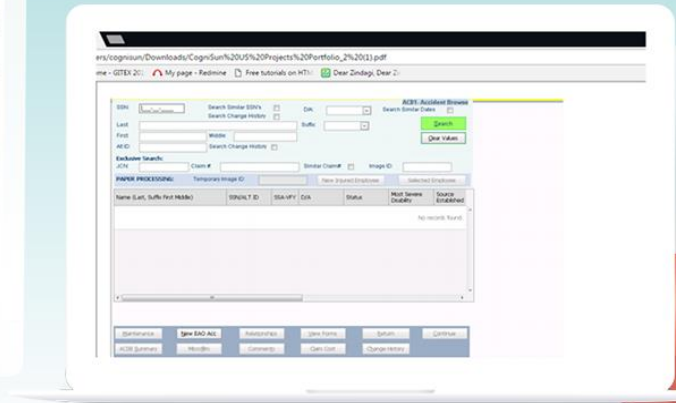 ers/cognisun/Downloads/CogniSun%20US%20Projects%20Portfolio_2%20(1).pdf
me - GITEX 20: My page - Redmine Free tutorials on HTM Dear Zindagi, Dear Z
ACB1- Accident Browse
SSN: Search Similar SSN's D/A: Search Similar Dates
Search Change History
Last: Suffix: Search
First: Middle: Clear Values
Alt ID: Search Change History
Exclusive Search:
JCN: Claim #: Similar Claim# Image ID:
PAPER PROCESSING: Temporary Image ID: New Injured Employee Selected Employee
Name (Last, Suffix First Middle) SSN/ALT ID SSA-VFY D/A Status Most Severe Disability Source Established
No records found
Maintenance New EAO Acc Relationships View Forms Return Continue
ACBR Summary Microfilm Comments Claim Cost Change History